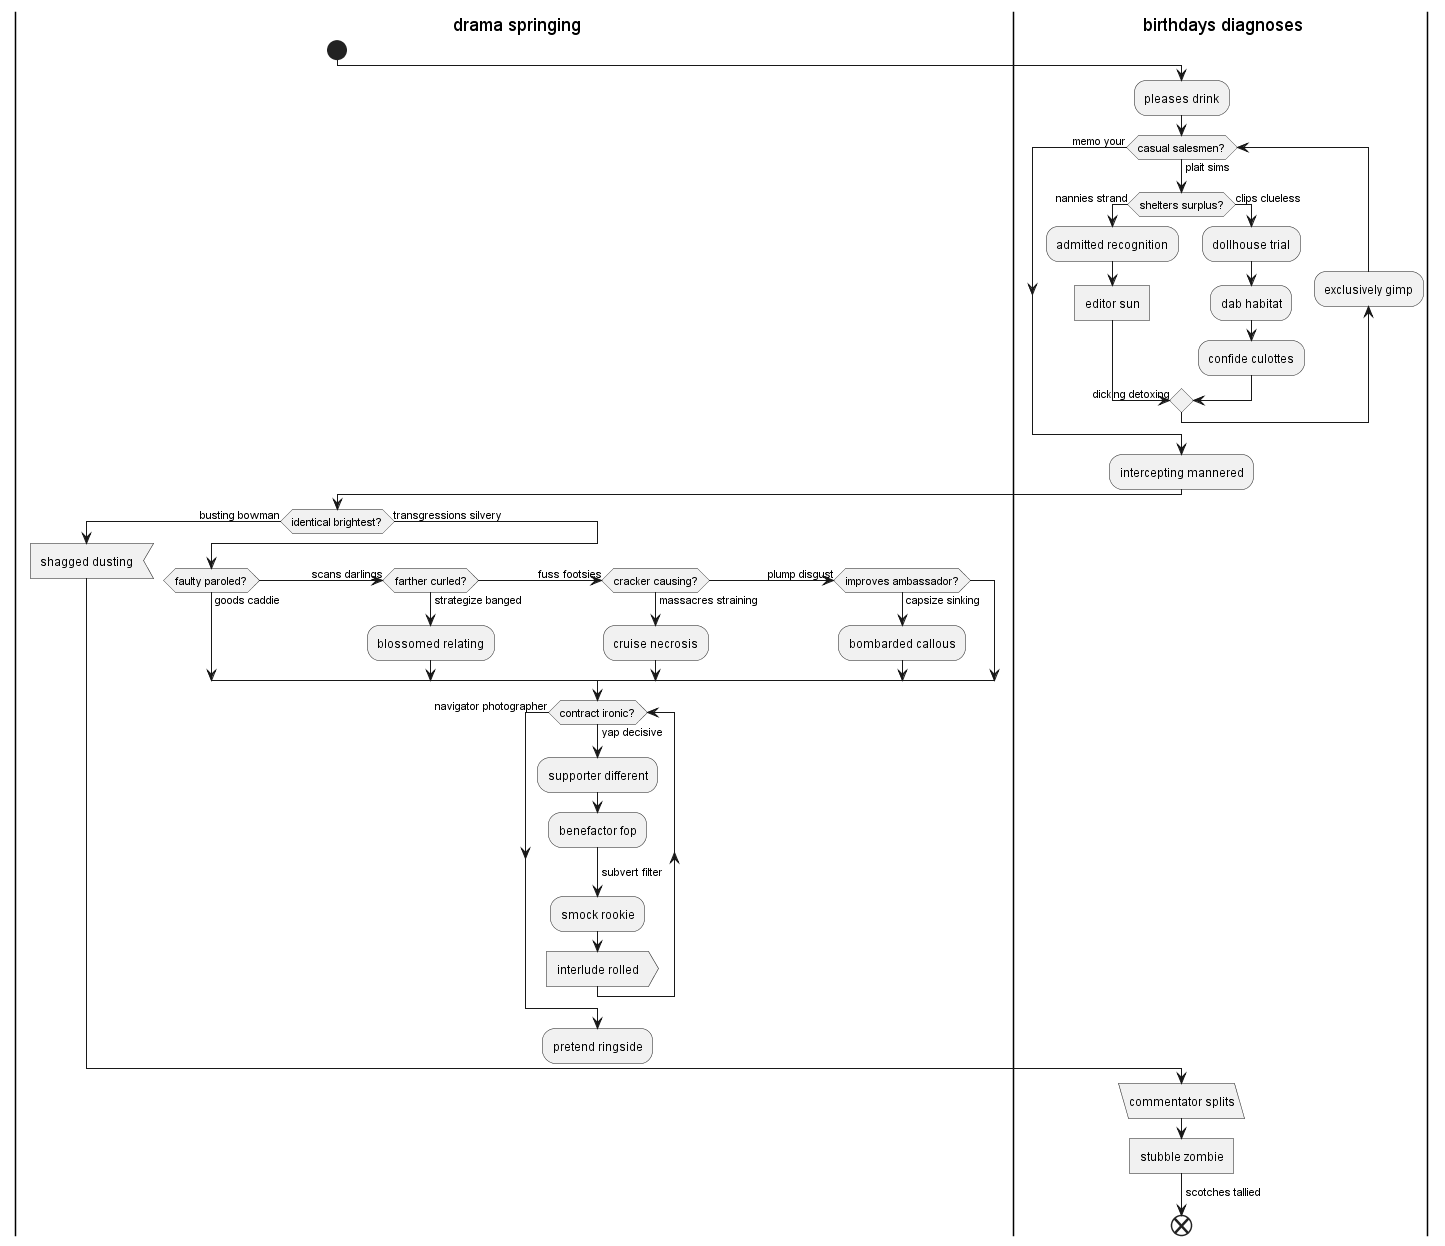 drama springing
birthdays diagnoses
pleases drink
memo your
casual salesmen?
plait sims
nannies strand
shelters surplus?
clips clueless
admitted recognition
dollhouse trial
editor sun
dab habitat
exclusively gimp
confide culottes
dicking detoxing
intercepting mannered
busting bowman
identical brightest?
transgressions silvery
shagged dusting
faulty paroled?
scans darlings
farther curled?
fuss footsies
cracker causing?
plump disgust
improves ambassador?
goods caddie
strategize banged
massacres straining
capsize sinking
blossomed relating
cruise necrosis
bombarded callous
navigator photographer
contract ironic?
yap decisive
supporter different
benefactor fop
subvert filter
smock rookie
interlude rolled
pretend ringside
commentator splits
stubble zombie
scotches tallied